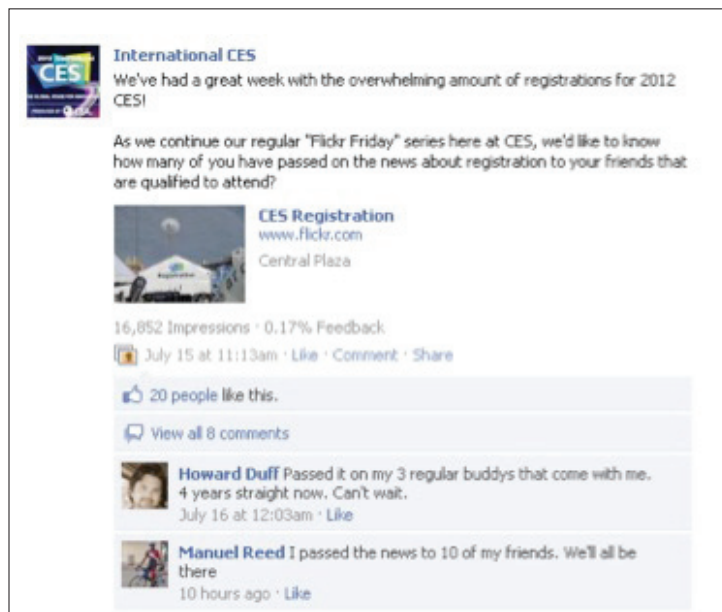 International CES
We've had a great week with the overwhelming amount of registrations for 2012
CES!
As we continue our regular "Flickr Friday" series here at CES, we'd like to know
how many of you have passed on the news about registration to your friends that
are qualified to attend?
CES
CES Registration
www.flickr.com
Central Plaza
Registration
16,852 Impressions · 0.17% Feedback
July 15 at 11:13am · Like · Comment · Share
20 people like this.
View all 8 comments
Howard Duff Passed it on my 3 regular buddys that come with me.
4 years straight now. Can't wait.
July 16 at 12:03am · Like
Manuel Reed I passed the news to 10 of my friends. We'll all be
there
10 hours ago · Like